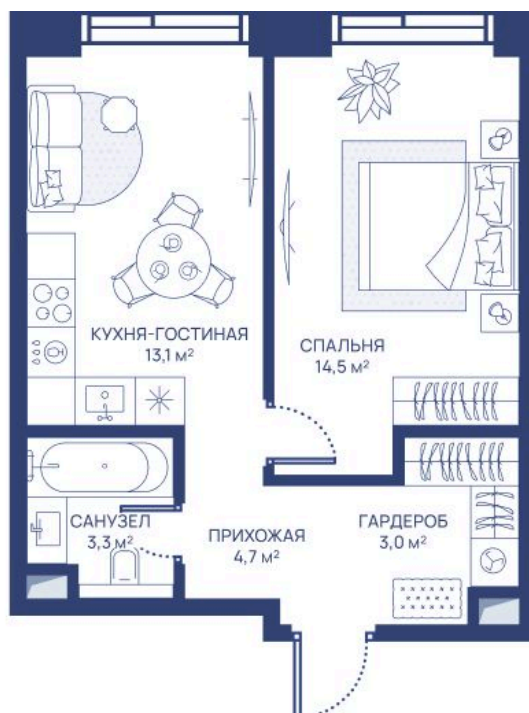 КУХНЯ-ГОСТИНАЯ
13,1 м²
СПАЛЬНЯ
14,5 м²
САНУЗЕЛ
3,3 м²
ПРИХОЖАЯ
4,7 м²
ГАРДЕРОБ
3,0 м²